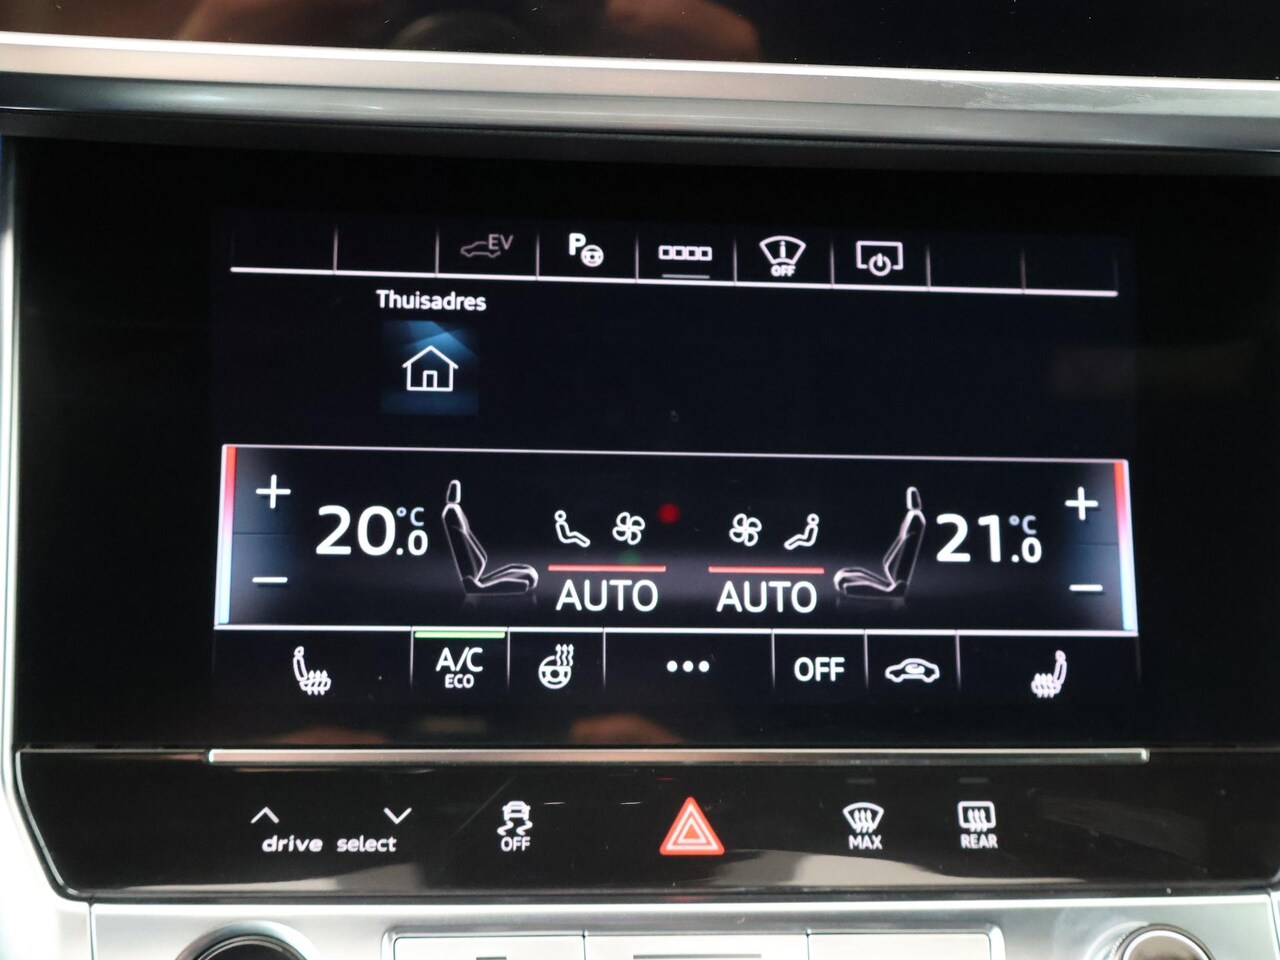 EV
P
i
OFF
Thuisadres
+ 20.0 °C
AUTO
AUTO
21.0 °C +
−
−
A/C
ECO
•••
OFF
drive select
OFF
MAX
REAR